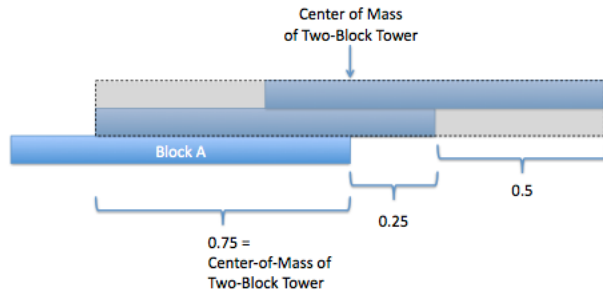 Center of Mass
of Two-Block Tower
Block A
0.5
0.25
0.75 =
Center-of-Mass of
Two-Block Tower